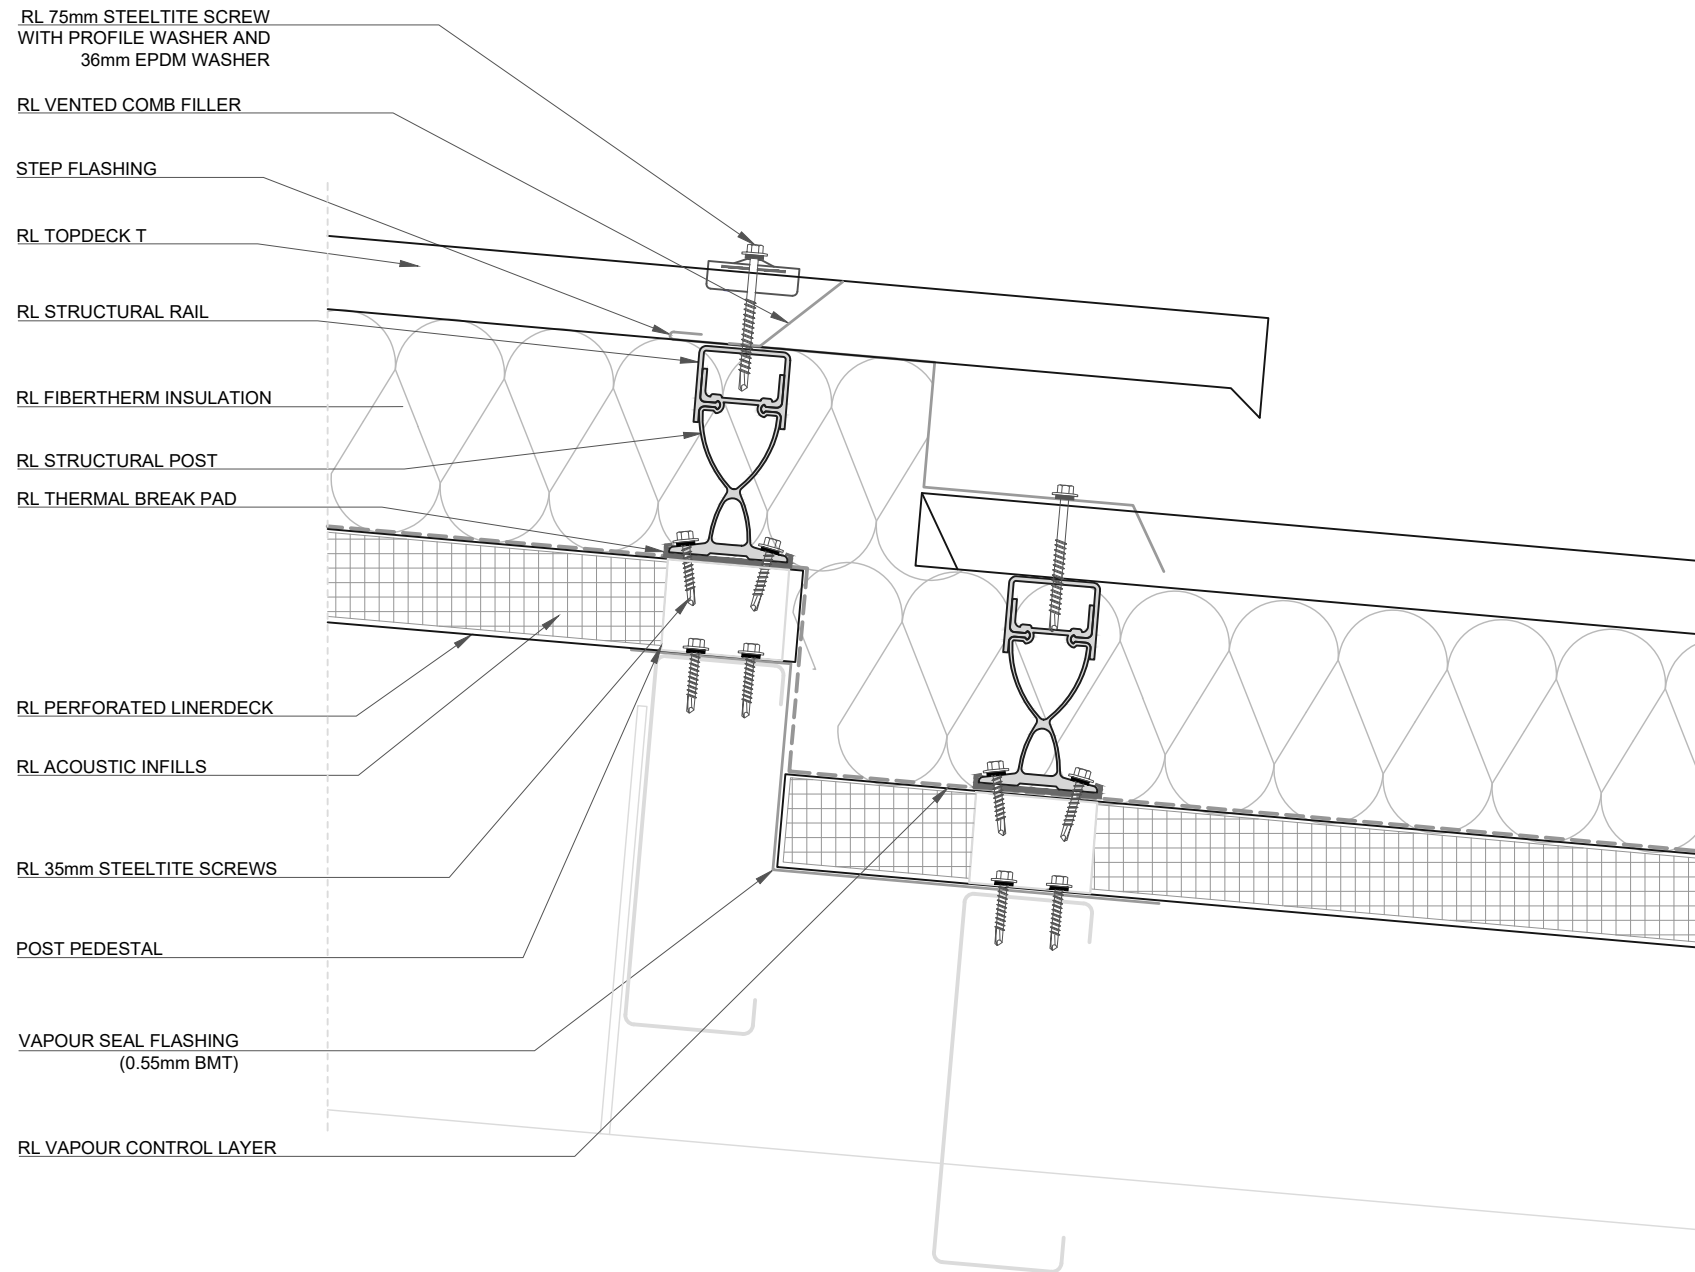 RL 75mm STEELTITE SCREW
WITH PROFILE WASHER AND
36mm EPDM WASHER
RL VENTED COMB FILLER
STEP FLASHING
RL TOPDECK T
RL STRUCTURAL RAIL
RL FIBERTHERM INSULATION
RL STRUCTURAL POST
RL THERMAL BREAK PAD
RL PERFORATED LINERDECK
RL ACOUSTIC INFILLS
RL 35mm STEELTITE SCREWS
POST PEDESTAL
VAPOUR SEAL FLASHING
(0.55mm BMT)
RL VAPOUR CONTROL LAYER